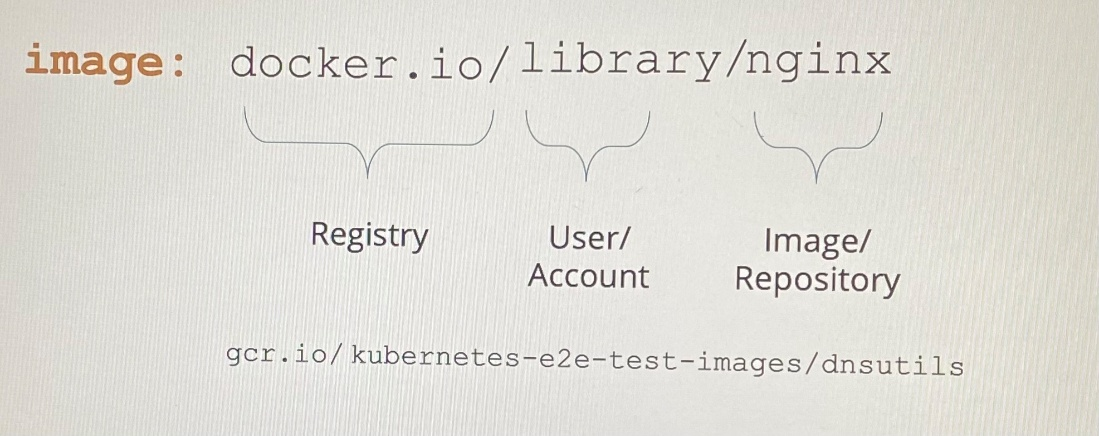 image: docker.io/library/nginx
Registry
User/
Account
Image/
Repository
gcr.io/kubernetes-e2e-test-images/dnsutils